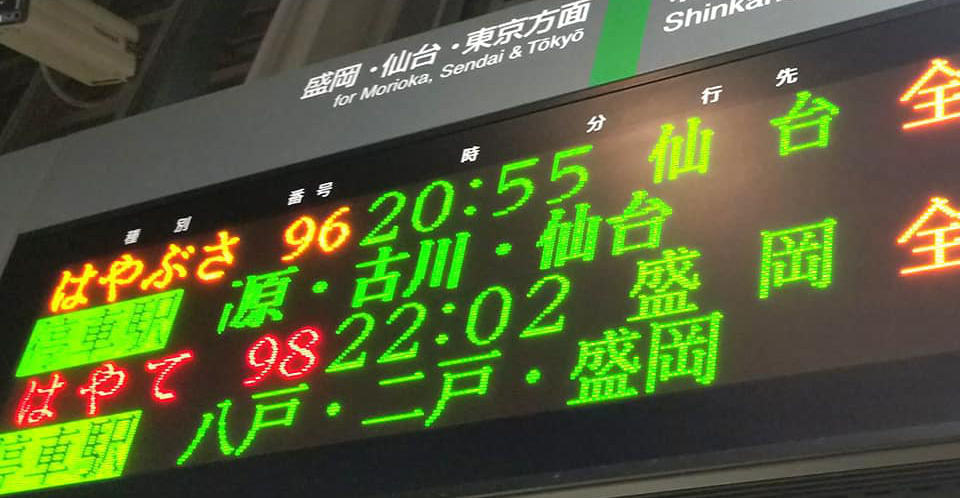 盛岡・仙台・東京方面
for Morioka, Sendai & Tōkyō
Shinkan
種別 番号 時 分 行先
はやぶさ 96 20:55 仙台 全
停車駅 源・古川・仙台
はやて 98 22:02 盛岡 全
停車駅 八戸・二戸・盛岡